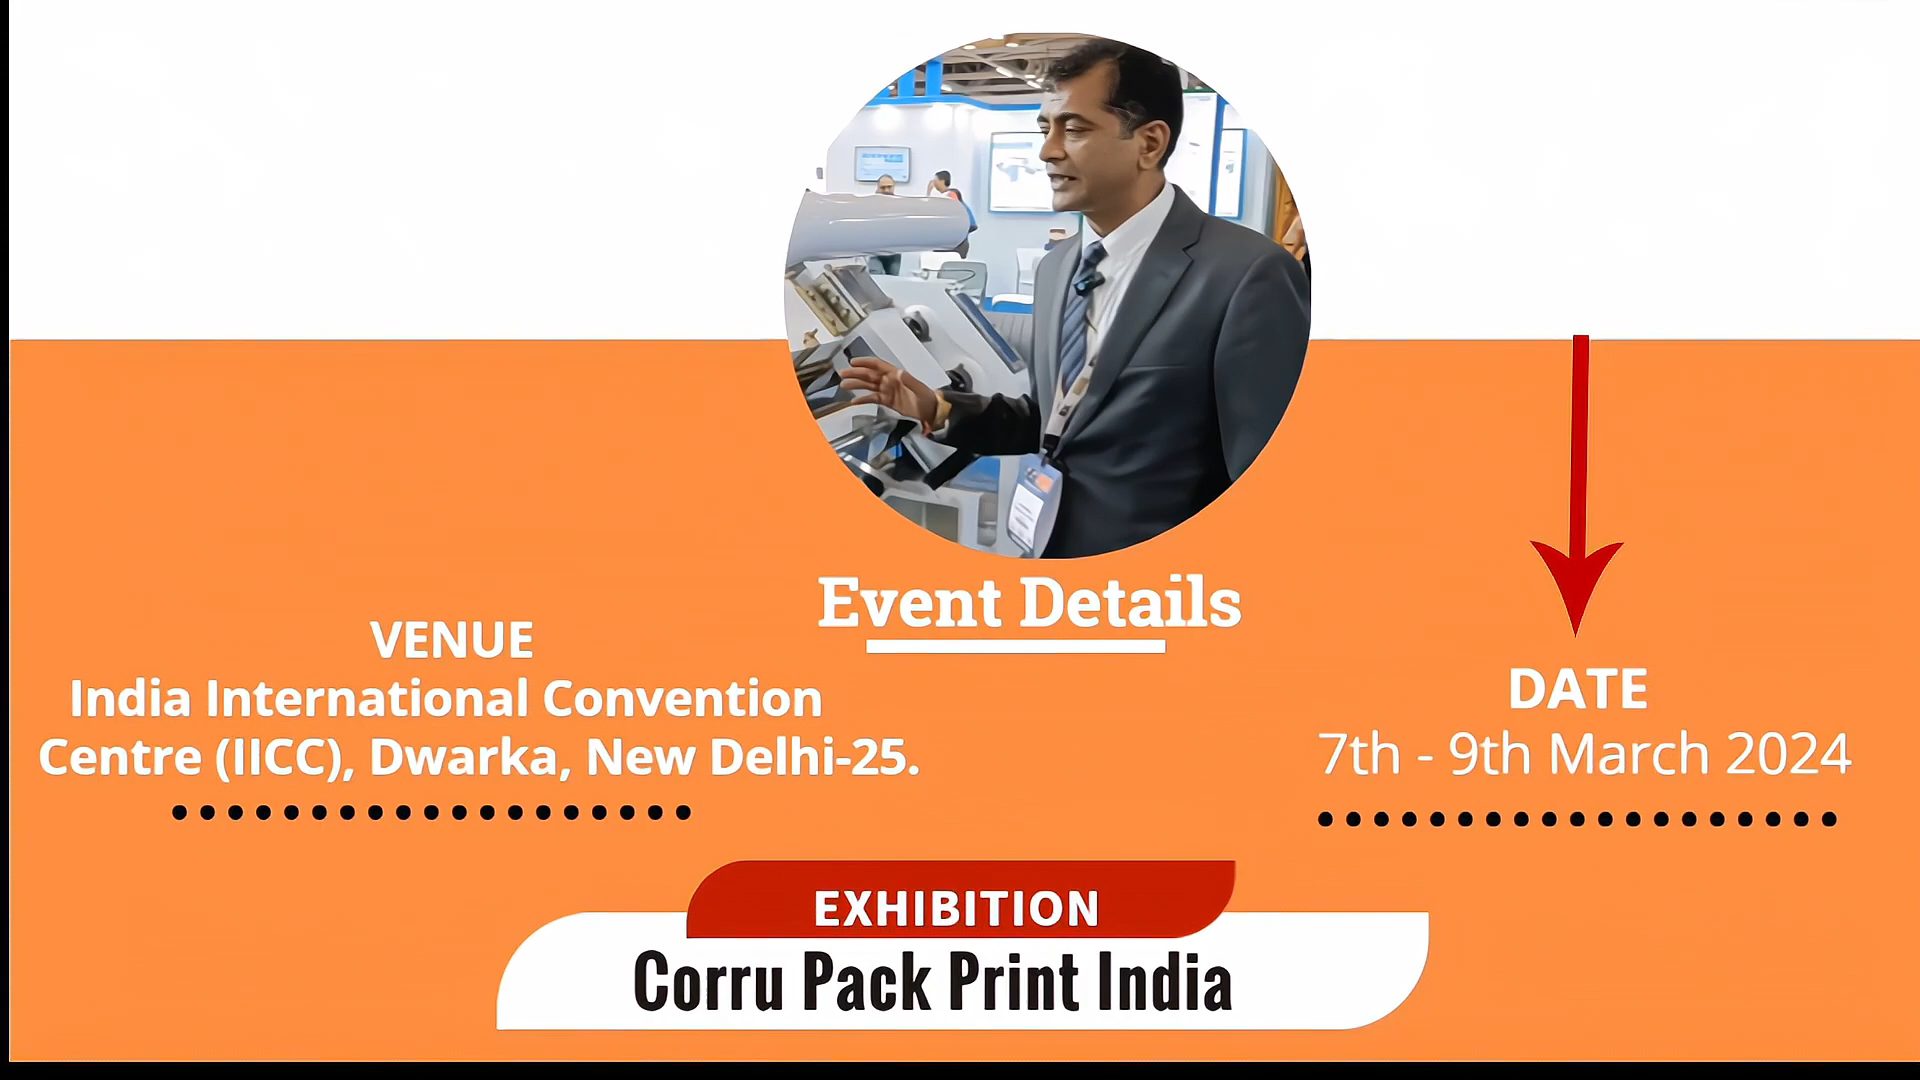 Event Details
VENUE
India International Convention
Centre (IICC), Dwarka, New Delhi-25.
DATE
7th - 9th March 2024
EXHIBITION
Corru Pack Print India